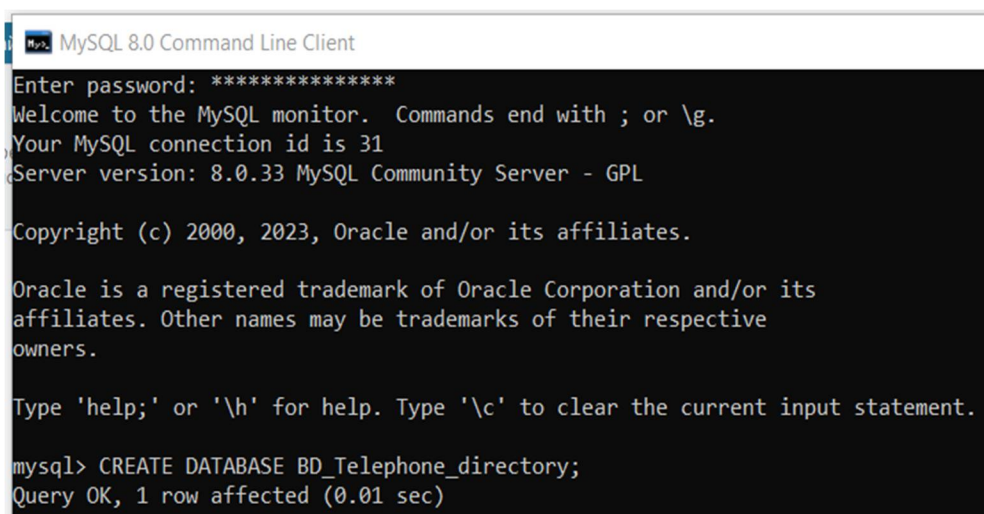 MySQL 8.0 Command Line Client
Enter password: ***************
Welcome to the MySQL monitor.  Commands end with ; or \g.
Your MySQL connection id is 31
Server version: 8.0.33 MySQL Community Server - GPL
Copyright (c) 2000, 2023, Oracle and/or its affiliates.
Oracle is a registered trademark of Oracle Corporation and/or its
affiliates. Other names may be trademarks of their respective
owners.
Type 'help;' or '\h' for help. Type '\c' to clear the current input statement.
mysql> CREATE DATABASE BD_Telephone_directory;
Query OK, 1 row affected (0.01 sec)